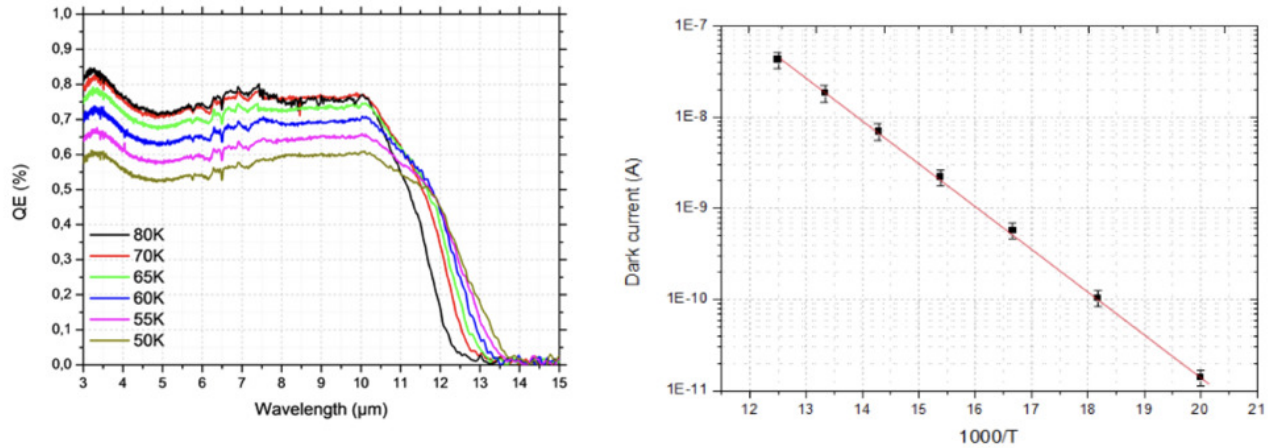 QE (%)
1,0
0,9
0,8
0,7
0,6
0,5
0,4
0,3
0,2
0,1
0,0
80K
70K
65K
60K
55K
50K
3 4 5 6 7 8 9 10 11 12 13 14 15
Wavelength (μm)
Dark current (A)
1E-7
1E-8
1E-9
1E-10
1E-11
12 13 14 15 16 17 18 19 20 21
1000/T